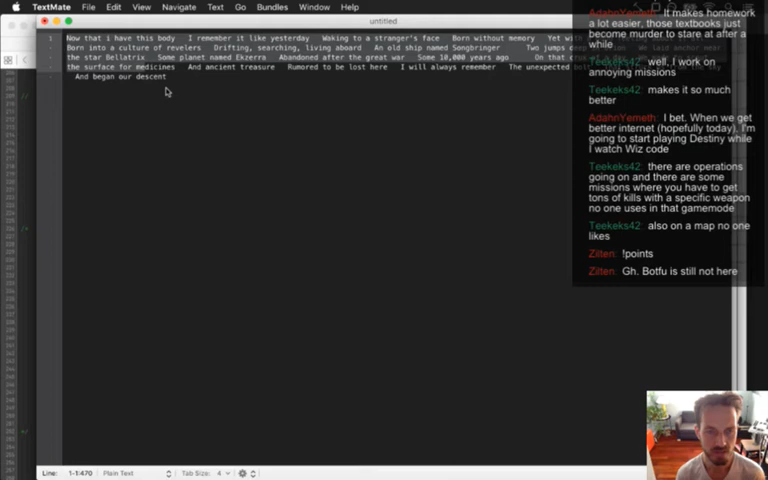 TextMate File Edit View Navigate Text Go Bundles Window Help
untitled
1 Now that i have this body I remember it like yesterday Waking to a stranger's face Born without memory Yet with
Born into a culture of revelers Drifting, searching, living aboard An old ship named Songbringer Two jumps
the star Bellatrix Some planet named Ekzerra Abandoned after the great war Some 10,000 years ago On that
the surface for medicines And ancient treasure Rumored to be lost here I will always remember The unexpected
And began our descent
AdahnYemeth: It makes homework
a lot easier, those textbooks just
become murder to stare at after a
while
Teekeks42: well, I work on
annoying missions
Teekeks42: makes it so much
better
AdahnYemeth: I bet. When we get
better internet (hopefully today), I'm
going to start playing Destiny while
I watch Wiz code
Teekeks42: there are operations
going on and there are some
missions where you have to get
tons of kills with a specific weapon
no one uses in that gamemode
Teekeks42: also on a map no one
likes
Zilten: !points
Zilten: Gh. Botfu is still not here
Line: 1-1:470 Plain Text Tab Size: 4